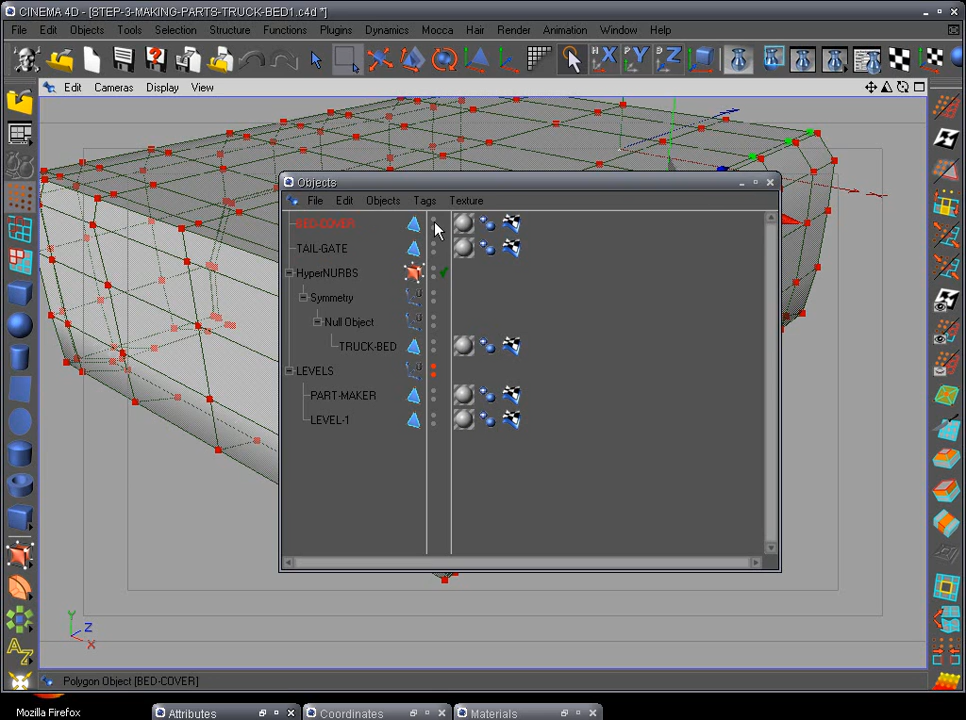 CINEMA 4D - [STEP-3-MAKING-PARTS-TRUCK-BED1.c4d *]
File Edit Objects Tools Selection Structure Functions Plugins Dynamics Mocca Hair Render Animation Window Help
X Y Z
Edit Cameras Display View
Objects
File Edit Objects Tags Texture
BED-COVER
TAIL-GATE
HyperNURBS
Symmetry
Null Object
TRUCK-BED
LEVELS
PART-MAKER
LEVEL-1
Y
Z
X
Polygon Object [BED-COVER]
Mozilla Firefox
Attributes
Coordinates
Materials